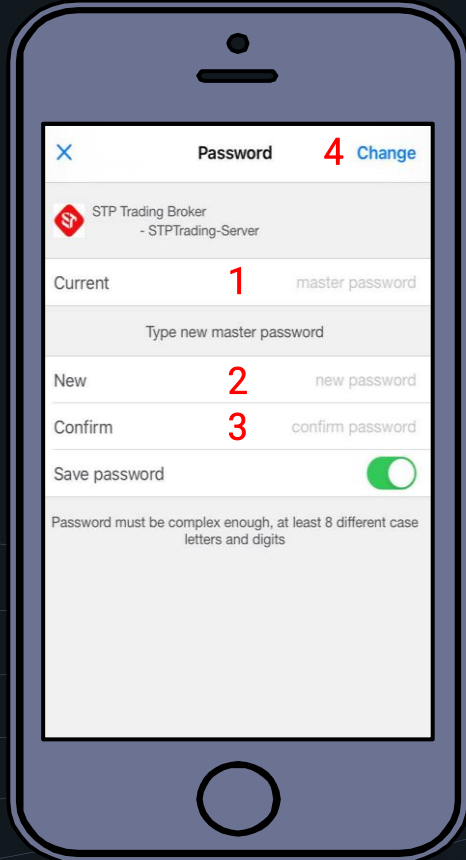 Password 4 Change
ST
STP Trading Broker
- STPTrading-Server
Current 1 master password
Type new master password
New 2 new password
Confirm 3 confirm password
Save password
Password must be complex enough, at least 8 different case
letters and digits